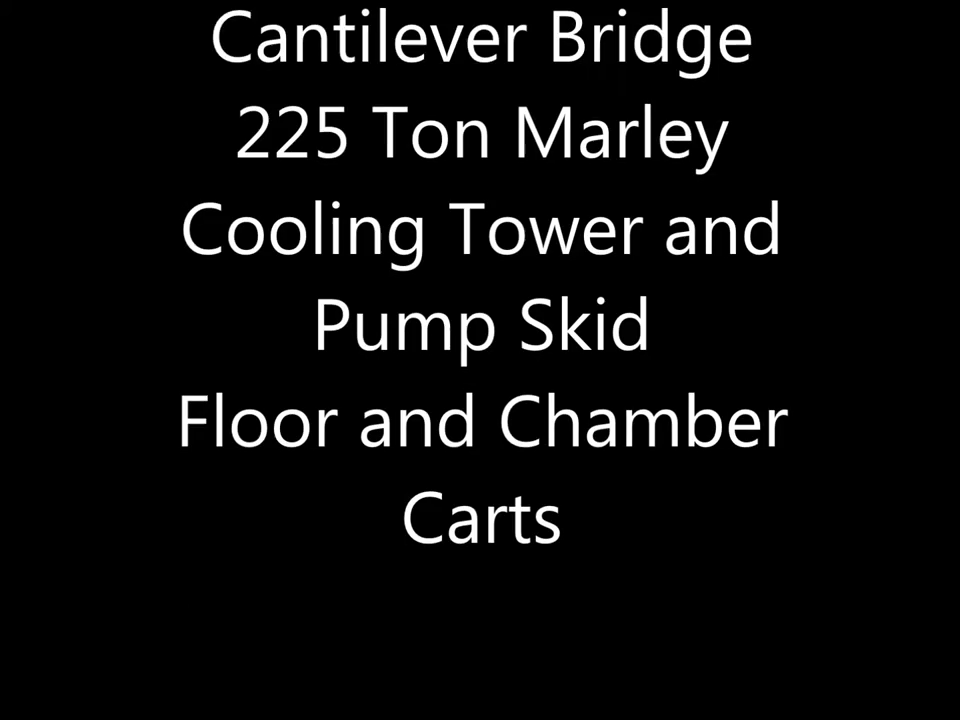 Cantilever Bridge
225 Ton Marley
Cooling Tower and
Pump Skid
Floor and Chamber
Carts